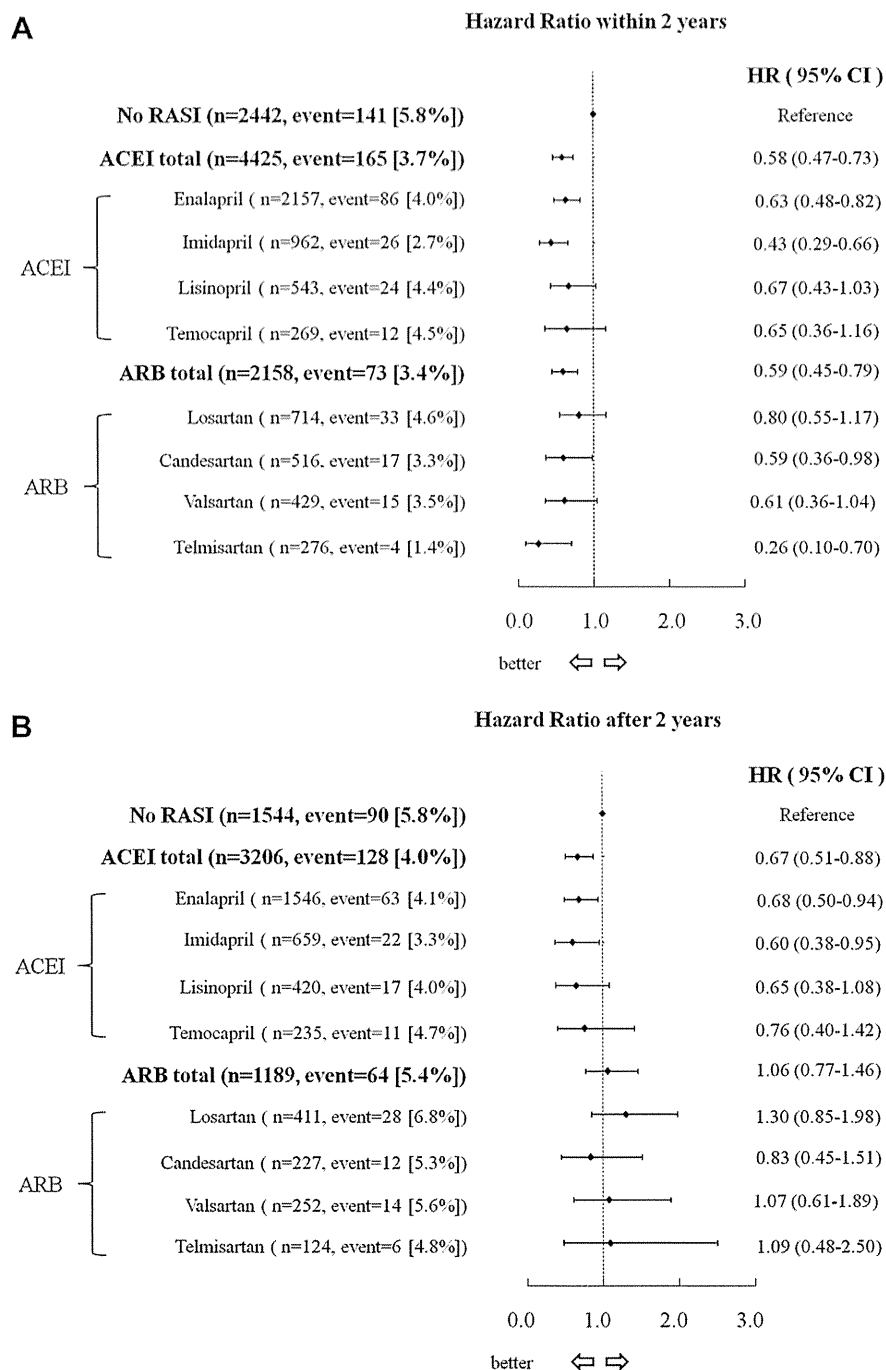 A
Hazard Ratio within 2 years
HR ( 95% CI )
No RASI (n=2442, event=141 [5.8%]) Reference
ACEI total (n=4425, event=165 [3.7%]) 0.58 (0.47-0.73)
Enalapril ( n=2157, event=86 [4.0%]) 0.63 (0.48-0.82)
Imidapril ( n=962, event=26 [2.7%]) 0.43 (0.29-0.66)
ACEI
Lisinopril ( n=543, event=24 [4.4%]) 0.67 (0.43-1.03)
Temocapril ( n=269, event=12 [4.5%]) 0.65 (0.36-1.16)
ARB total (n=2158, event=73 [3.4%]) 0.59 (0.45-0.79)
Losartan ( n=714, event=33 [4.6%]) 0.80 (0.55-1.17)
Candesartan ( n=516, event=17 [3.3%]) 0.59 (0.36-0.98)
ARB
Valsartan ( n=429, event=15 [3.5%]) 0.61 (0.36-1.04)
Telmisartan ( n=276, event=4 [1.4%]) 0.26 (0.10-0.70)
0.0 1.0 2.0 3.0
better
B
Hazard Ratio after 2 years
HR ( 95% CI )
No RASI (n=1544, event=90 [5.8%]) Reference
ACEI total (n=3206, event=128 [4.0%]) 0.67 (0.51-0.88)
Enalapril ( n=1546, event=63 [4.1%]) 0.68 (0.50-0.94)
Imidapril ( n=659, event=22 [3.3%]) 0.60 (0.38-0.95)
ACEI
Lisinopril ( n=420, event=17 [4.0%]) 0.65 (0.38-1.08)
Temocapril ( n=235, event=11 [4.7%]) 0.76 (0.40-1.42)
ARB total (n=1189, event=64 [5.4%]) 1.06 (0.77-1.46)
Losartan ( n=411, event=28 [6.8%]) 1.30 (0.85-1.98)
Candesartan ( n=227, event=12 [5.3%]) 0.83 (0.45-1.51)
ARB
Valsartan ( n=252, event=14 [5.6%]) 1.07 (0.61-1.89)
Telmisartan ( n=124, event=6 [4.8%]) 1.09 (0.48-2.50)
0.0 1.0 2.0 3.0
better